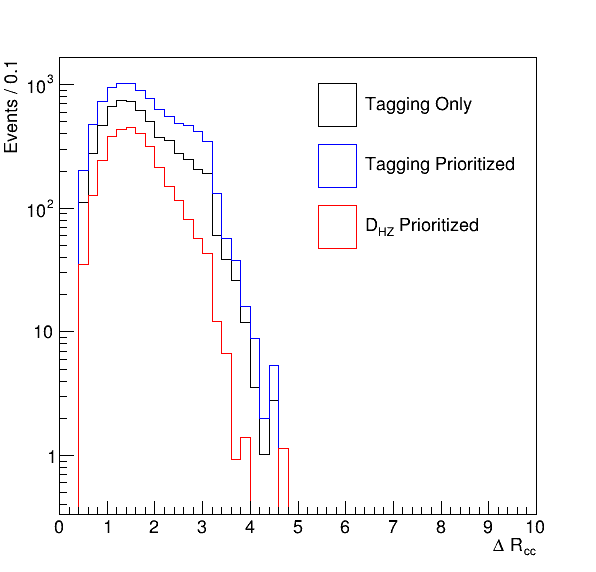 Events / 0.1
10³
10²
10
1
Tagging Only
Tagging Prioritized
D_HZ Prioritized
0 1 2 3 4 5 6 7 8 9 10
Δ R_cc